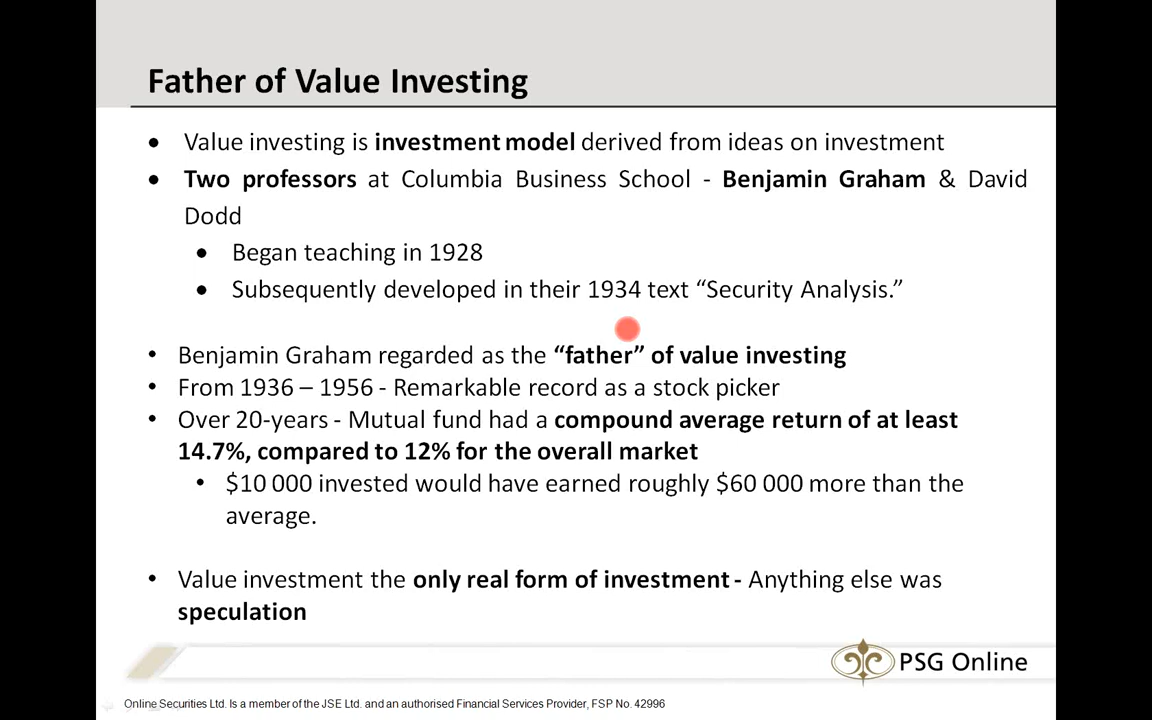 Father of Value Investing
• Value investing is investment model derived from ideas on investment
• Two professors at Columbia Business School - Benjamin Graham & David
Dodd
• Began teaching in 1928
• Subsequently developed in their 1934 text “Security Analysis.”
• Benjamin Graham regarded as the “father” of value investing
• From 1936 – 1956 - Remarkable record as a stock picker
• Over 20-years - Mutual fund had a compound average return of at least
14.7%, compared to 12% for the overall market
• $10 000 invested would have earned roughly $60 000 more than the
average.
• Value investment the only real form of investment - Anything else was
speculation
PSG Online
Online Securities Ltd. Is a member of the JSE Ltd. and an authorised Financial Services Provider, FSP No. 42996